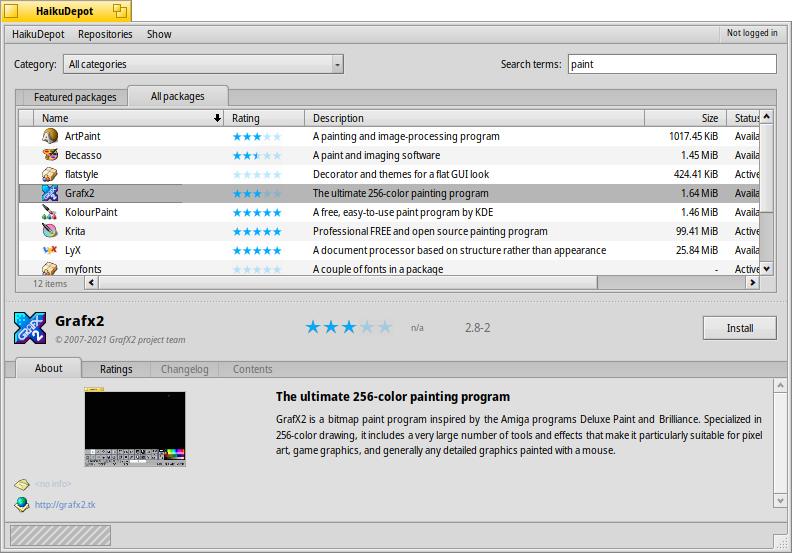 HaikuDepot
HaikuDepot Repositories Show Not logged in
Category: All categories Search terms: paint
Featured packages All packages
Name Rating Description Size Status
ArtPaint A painting and image-processing program 1017.45 KiB Availa
Becasso A paint and imaging software 1.45 MiB Availa
flatstyle Decorator and themes for a flat GUI look 424.41 KiB Active
Grafx2 The ultimate 256-color painting program 1.64 MiB Availa
KolourPaint A free, easy-to-use paint program by KDE 1.46 MiB Availa
Krita Professional FREE and open source painting program 99.41 MiB Active
LyX A document processor based on structure rather than appearance 25.84 MiB Availa
myfonts A couple of fonts in a package - Active
12 items
Grafx2 n/a 2.8-2 Install
© 2007-2021 GrafX2 project team
About Ratings Changelog Contents
The ultimate 256-color painting program
GrafX2 is a bitmap paint program inspired by the Amiga programs Deluxe Paint and Brilliance. Specialized in
256-color drawing, it includes a very large number of tools and effects that make it particularly suitable for pixel
art, game graphics, and generally any detailed graphics painted with a mouse.
<no info>
http://grafx2.tk